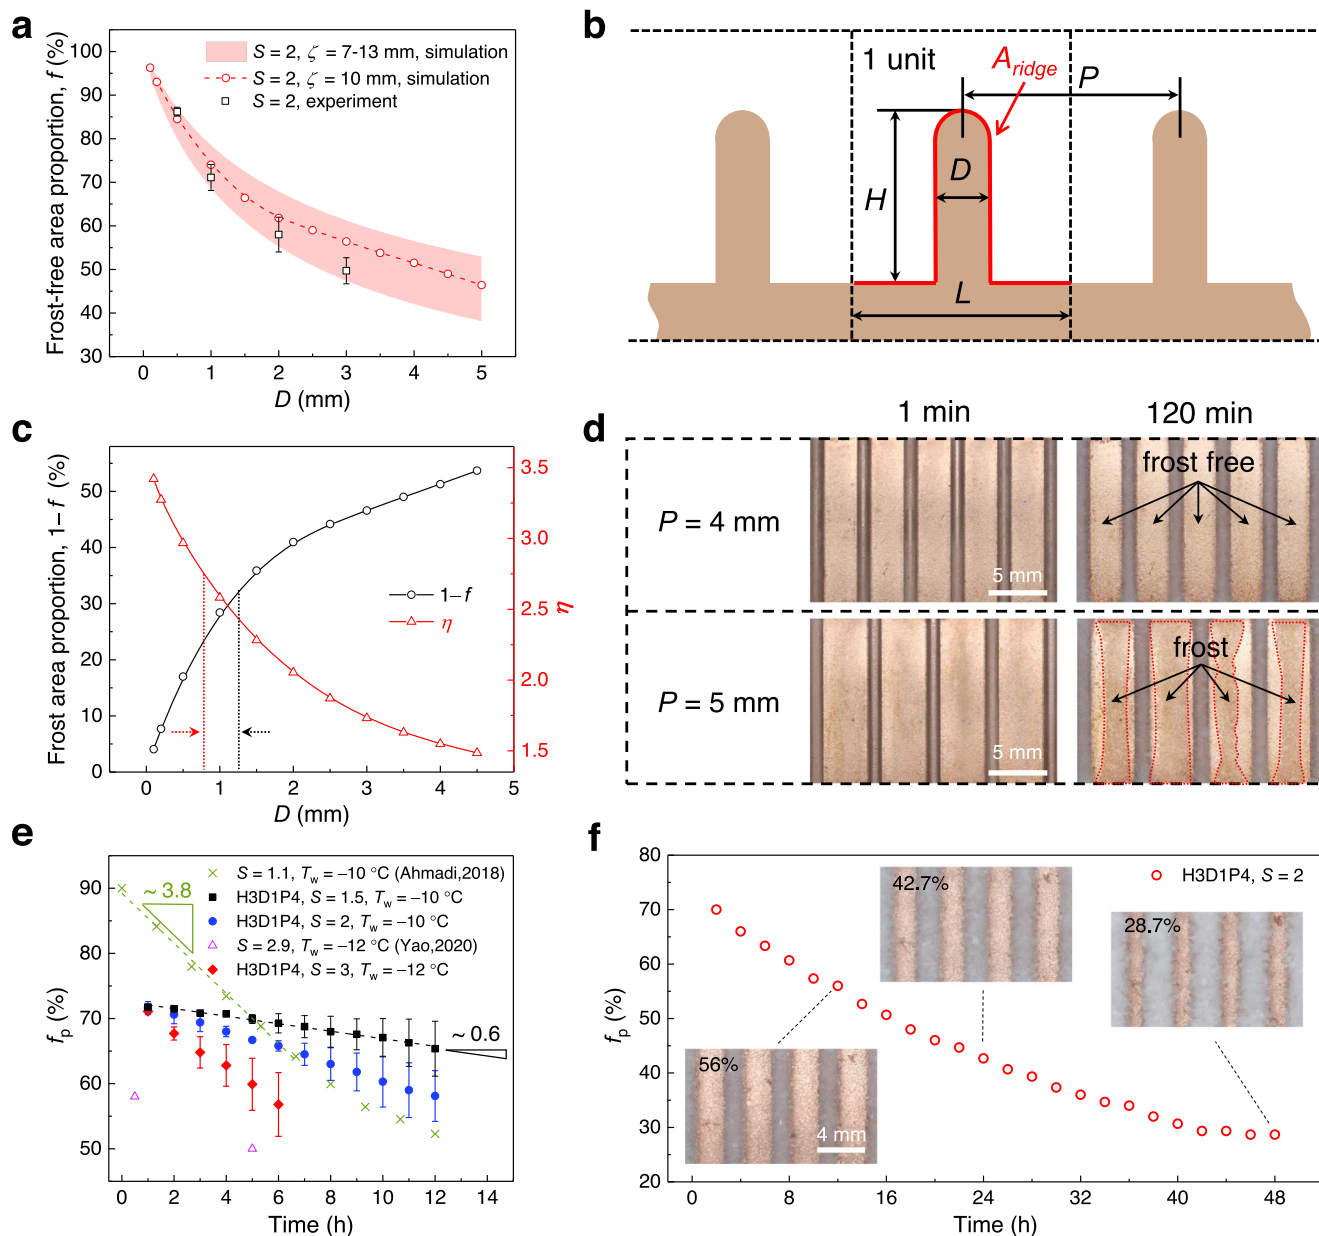 a
Frost-free area proportion, f (%)
100
90
80
70
60
50
40
30
S = 2, ζ = 7-13 mm, simulation
S = 2, ζ = 10 mm, simulation
S = 2, experiment
0 1 2 3 4 5
D (mm)
b
1 unit
A_ridge
P
H
D
L
c
Frost area proportion, 1−f (%)
50
40
30
20
10
0
1−f
η
3.5
3.0
2.5
2.0
1.5
η
0 1 2 3 4 5
D (mm)
d
1 min 120 min
P = 4 mm
5 mm
frost free
P = 5 mm
5 mm
frost
e
f_p (%)
90
80
70
60
50
~ 3.8
S = 1.1, T_w = −10 °C (Ahmadi,2018)
H3D1P4, S = 1.5, T_w = −10 °C
H3D1P4, S = 2, T_w = −10 °C
S = 2.9, T_w = −12 °C (Yao,2020)
H3D1P4, S = 3, T_w = −12 °C
~ 0.6
0 2 4 6 8 10 12 14
Time (h)
f
f_p (%)
80
70
60
50
40
30
20
H3D1P4, S = 2
42.7%
28.7%
56%
4 mm
0 8 16 24 32 40 48
Time (h)